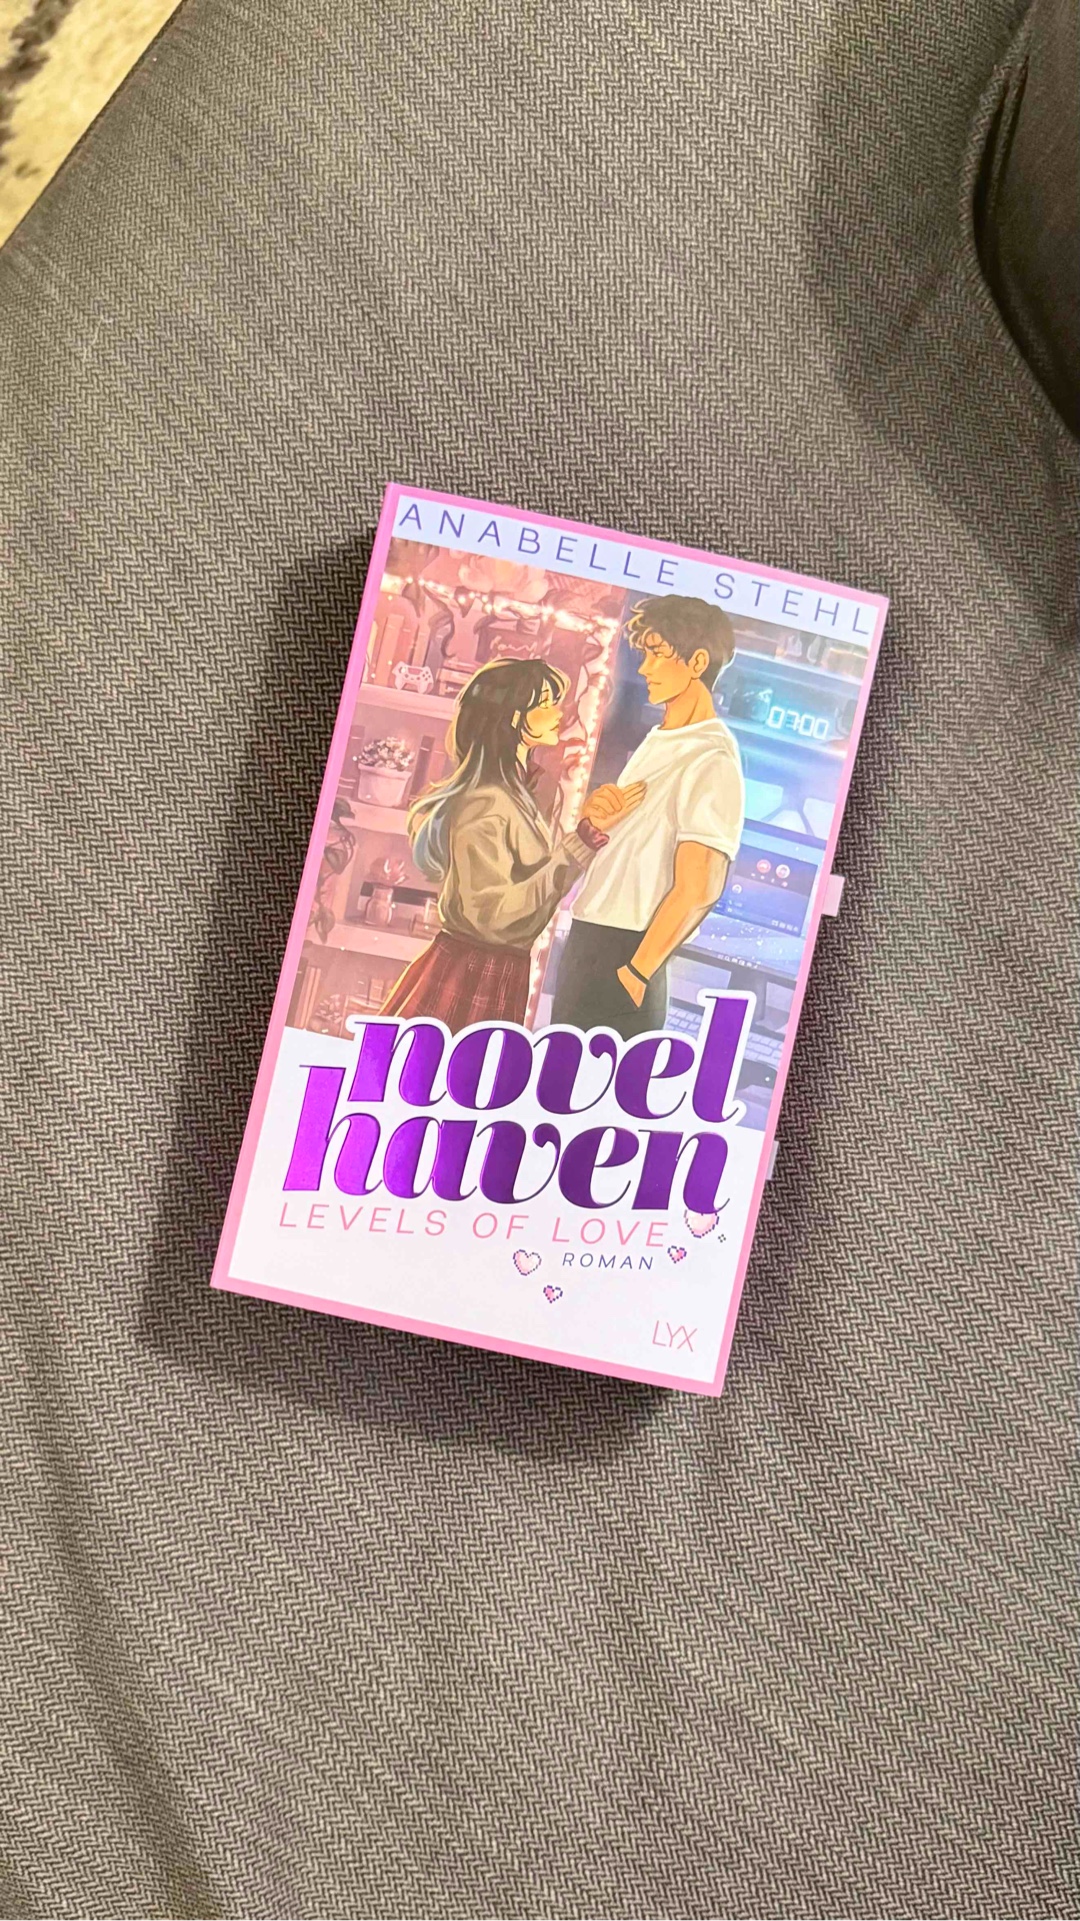 ANABELLE STEHL
07:00
novel
haven
LEVELS OF LOVE
ROMAN
LYX